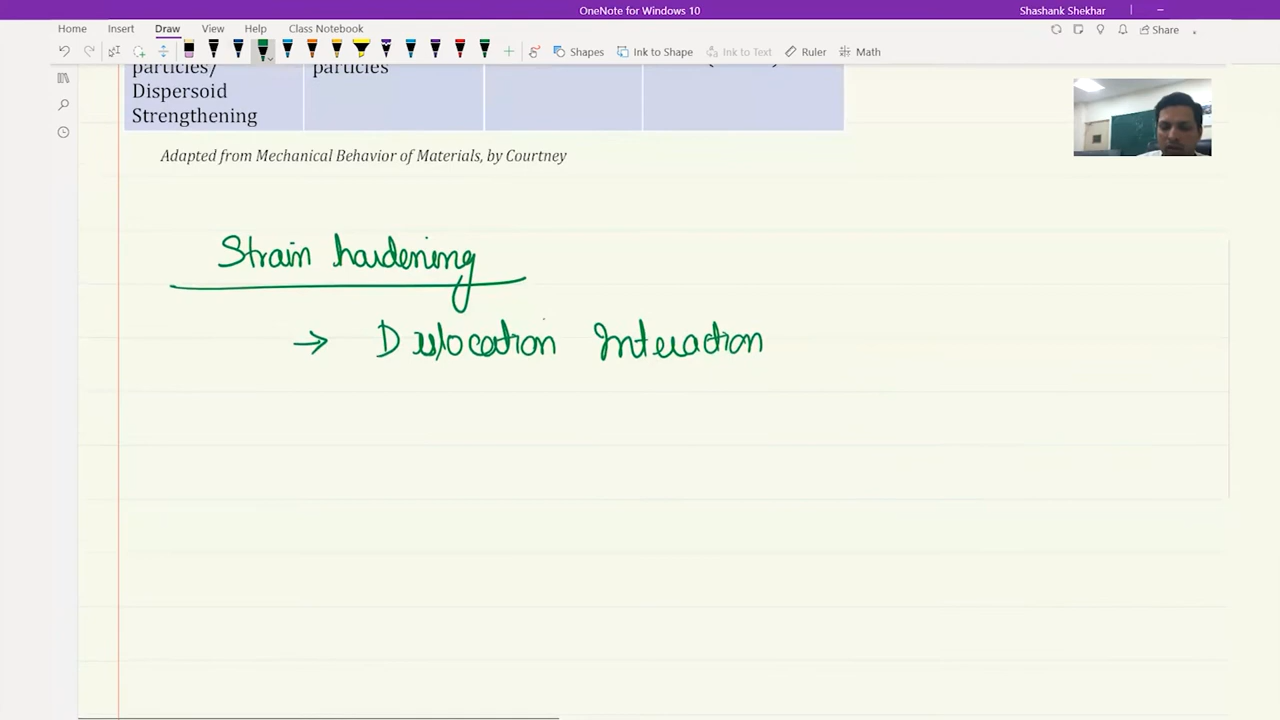 OneNote for Windows 10
Shashank Shekhar
Home Insert Draw View Help Class Notebook
Share
Shapes Ink to Shape Ink to Text Ruler Math
particles/ particles
Dispersoid
Strengthening
Adapted from Mechanical Behavior of Materials, by Courtney
Strain hardening
→ Dislocation Interaction